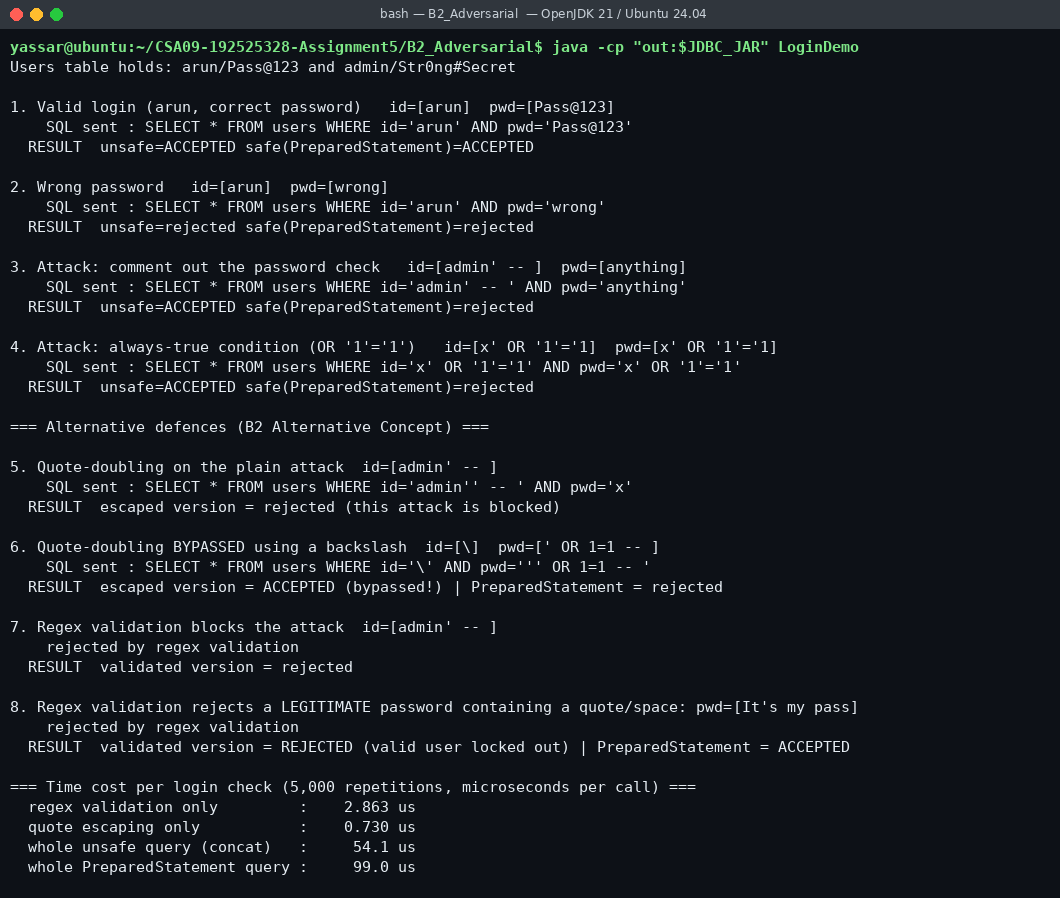 bash — B2_Adversarial — OpenJDK 21 / Ubuntu 24.04
yassar@ubuntu:~/CSA09-192525328-Assignment5/B2_Adversarial$ java -cp "out:$JDBC_JAR" LoginDemo
Users table holds: arun/Pass@123 and admin/Str0ng#Secret
1. Valid login (arun, correct password)   id=[arun]  pwd=[Pass@123]
    SQL sent : SELECT * FROM users WHERE id='arun' AND pwd='Pass@123'
  RESULT  unsafe=ACCEPTED safe(PreparedStatement)=ACCEPTED
2. Wrong password   id=[arun]  pwd=[wrong]
    SQL sent : SELECT * FROM users WHERE id='arun' AND pwd='wrong'
  RESULT  unsafe=rejected safe(PreparedStatement)=rejected
3. Attack: comment out the password check   id=[admin' -- ]  pwd=[anything]
    SQL sent : SELECT * FROM users WHERE id='admin' -- ' AND pwd='anything'
  RESULT  unsafe=ACCEPTED safe(PreparedStatement)=rejected
4. Attack: always-true condition (OR '1'='1')   id=[x' OR '1'='1]  pwd=[x' OR '1'='1]
    SQL sent : SELECT * FROM users WHERE id='x' OR '1'='1' AND pwd='x' OR '1'='1'
  RESULT  unsafe=ACCEPTED safe(PreparedStatement)=rejected
=== Alternative defences (B2 Alternative Concept) ===
5. Quote-doubling on the plain attack  id=[admin' -- ]
    SQL sent : SELECT * FROM users WHERE id='admin'' -- ' AND pwd='x'
  RESULT  escaped version = rejected (this attack is blocked)
6. Quote-doubling BYPASSED using a backslash  id=[\]  pwd=[' OR 1=1 -- ]
    SQL sent : SELECT * FROM users WHERE id='\' AND pwd=''' OR 1=1 -- '
  RESULT  escaped version = ACCEPTED (bypassed!) | PreparedStatement = rejected
7. Regex validation blocks the attack  id=[admin' -- ]
    rejected by regex validation
  RESULT  validated version = rejected
8. Regex validation rejects a LEGITIMATE password containing a quote/space: pwd=[It's my pass]
    rejected by regex validation
  RESULT  validated version = REJECTED (valid user locked out) | PreparedStatement = ACCEPTED
=== Time cost per login check (5,000 repetitions, microseconds per call) ===
  regex validation only         :    2.863 us
  quote escaping only           :    0.730 us
  whole unsafe query (concat)   :     54.1 us
  whole PreparedStatement query :     99.0 us